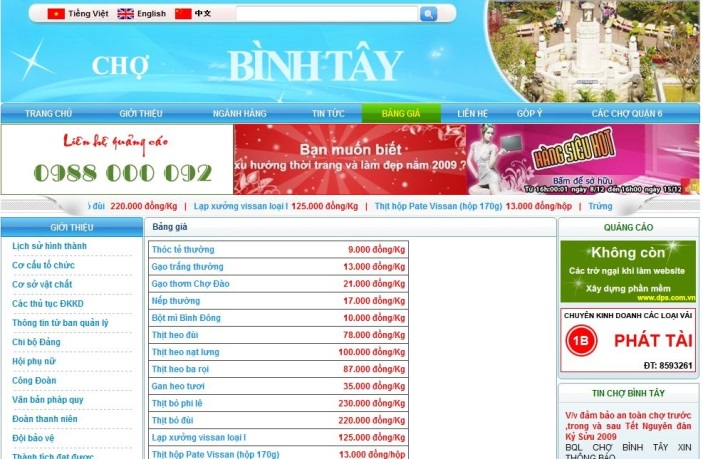 Tiếng Việt English 中文
CHỢ BÌNH TÂY
TRANG CHỦ GIỚI THIỆU NGÀNH HÀNG TIN TỨC BẢNG GIÁ LIÊN HỆ GÓP Ý CÁC CHỢ QUẬN 6
Liên hệ quảng cáo
0988 000 092
Bạn muốn biết
xu hướng thời trang và làm đẹp năm 2009 ?
HÀNG SIÊU HOT
Bấm để sở hữu
Từ 16h:00:01 ngày 8/12 đến 16h00 ngày 15/12
đùi 220.000 đồng/Kg | Lạp xưởng vissan loại I 125.000 đồng/Kg | Thịt hộp Pate Vissan (hộp 170g) 13.000 đồng/hộp | Trứng
GIỚI THIỆU
Lịch sử hình thành
Cơ cấu tổ chức
Cơ sở vật chất
Các thủ tục ĐKKD
Thông tin từ ban quản lý
Chi bộ Đảng
Hội phụ nữ
Công Đoàn
Văn bản pháp quy
Đoàn thanh niên
Đội bảo vệ
Thành tích đạt được
Bảng giá
Thóc tẻ thường 9.000 đồng/Kg
Gạo trắng thường 13.000 đồng/Kg
Gạo thơm Chợ Đào 21.000 đồng/Kg
Nếp thường 17.000 đồng/Kg
Bột mì Bình Đông 10.000 đồng/Kg
Thịt heo đùi 78.000 đồng/Kg
Thịt heo nạt lưng 100.000 đồng/Kg
Thịt heo ba rọi 87.000 đồng/Kg
Gan heo tươi 35.000 đồng/Kg
Thịt bò phi lê 230.000 đồng/Kg
Thịt bò đùi 220.000 đồng/Kg
Lạp xưởng vissan loại I 125.000 đồng/Kg
Thịt hộp Pate Vissan (hộp 170g) 13.000 đồng/hộp
QUẢNG CÁO
Không còn
Các trở ngại khi làm website
Xây dựng phần mềm
www.dps.com.vn
CHUYÊN KINH DOANH CÁC LOẠI VẢI
1B PHÁT TÀI
ĐT: 8593261
TIN CHỢ BÌNH TÂY
V/v đảm bảo an toàn chợ trước
,trong và sau Tết Nguyên đàn
Kỷ Sửu 2009
BQL CHỢ BÌNH TÂY XIN
THÔNG BÁO